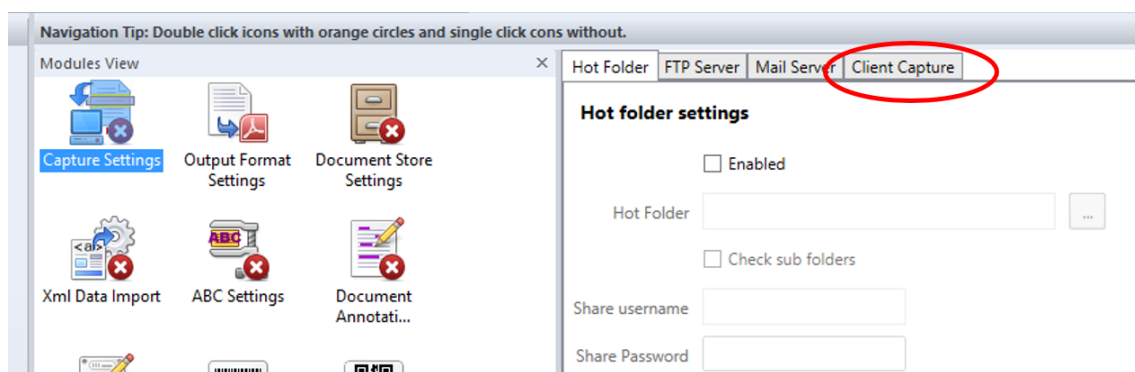 Navigation Tip: Double click icons with orange circles and single click cons without.
Modules View
Hot Folder FTP Server Mail Server Client Capture
Capture Settings
Output Format Settings
Document Store Settings
<a/>
Xml Data Import
ABC
ABC Settings
Document Annotati...
Hot folder settings
Enabled
Hot Folder
...
Check sub folders
Share username
Share Password